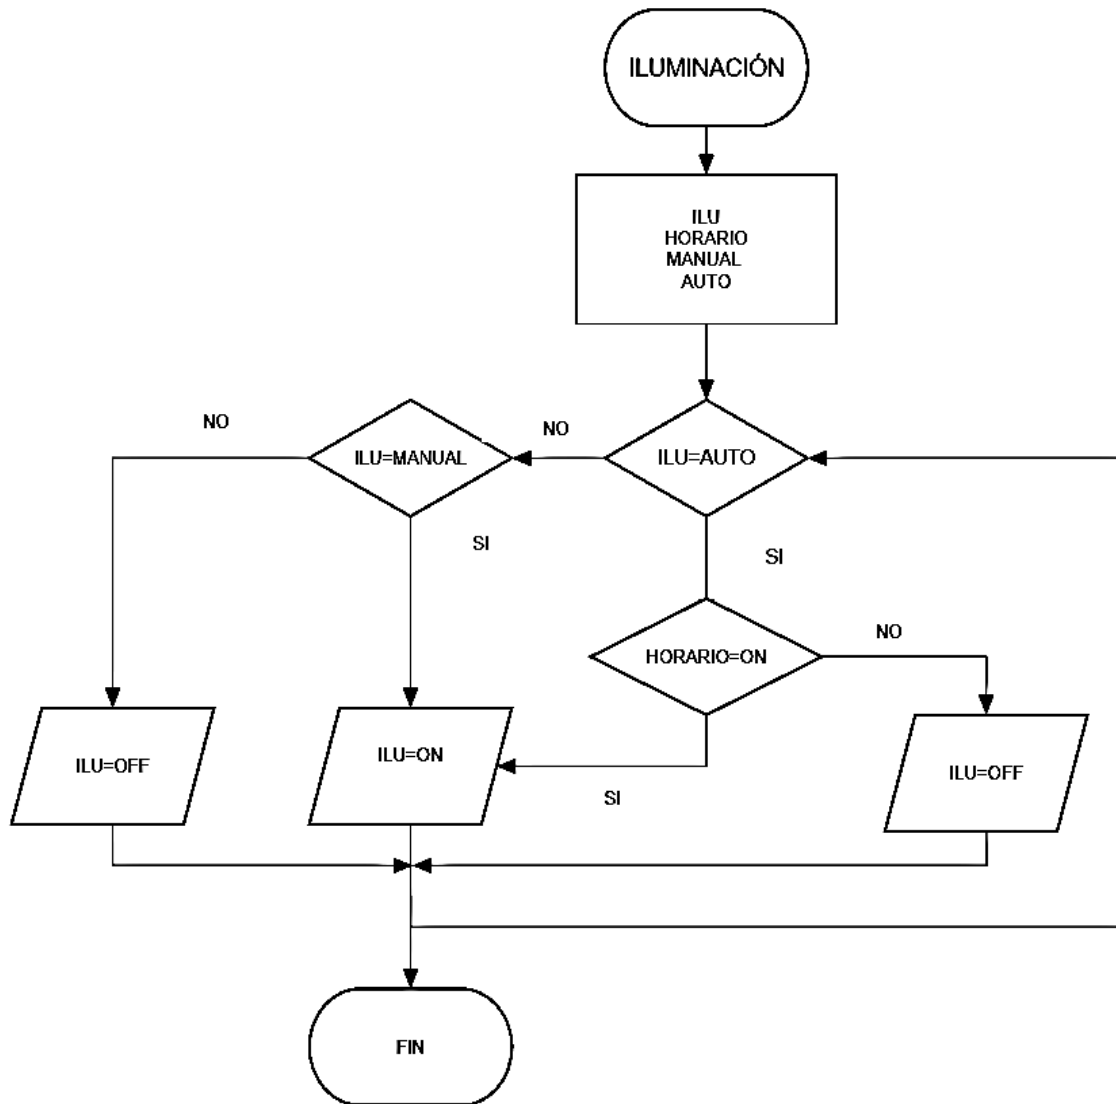 ILUMINACIÓN
ILU
HORARIO
MANUAL
AUTO
NO
ILU=MANUAL
NO
ILU=AUTO
SI
SI
HORARIO=ON
NO
ILU=OFF
ILU=ON
SI
ILU=OFF
FIN